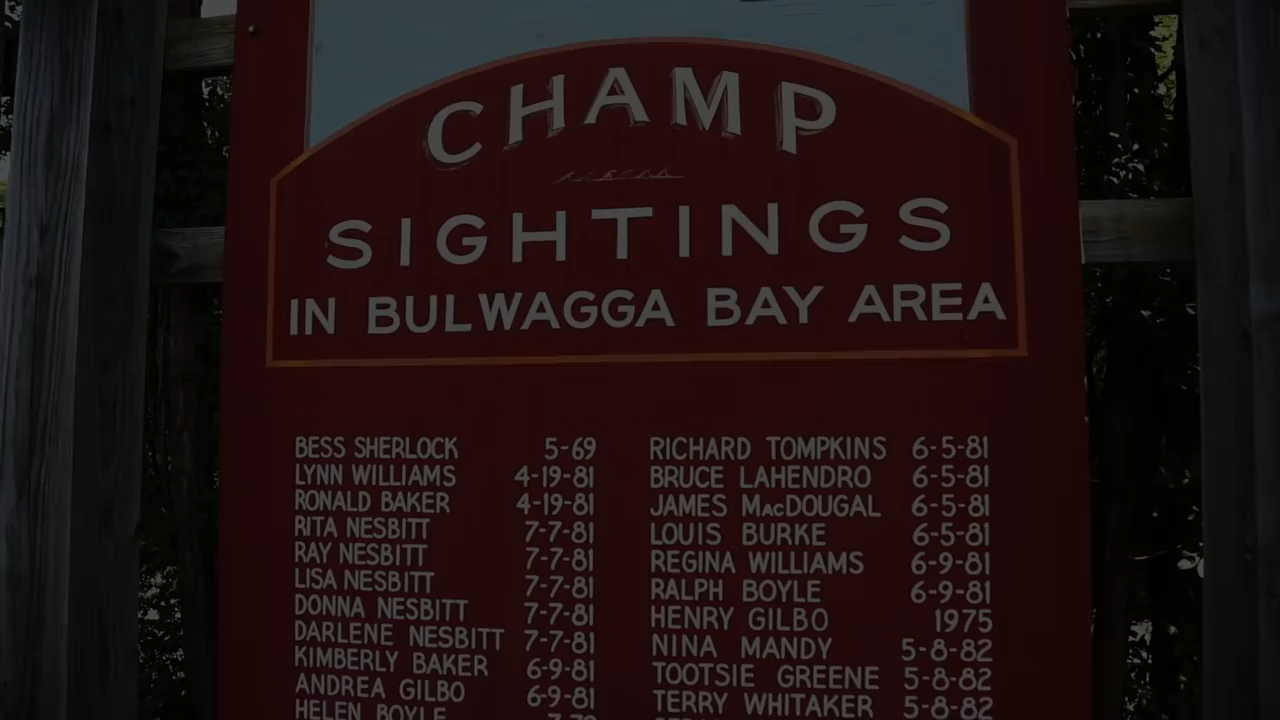 CHAMP
SIGHTINGS
IN BULWAGGA BAY AREA
BESS SHERLOCK 5-69
LYNN WILLIAMS 4-19-81
RONALD BAKER 4-19-81
RITA NESBITT 7-7-81
RAY NESBITT 7-7-81
LISA NESBITT 7-7-81
DONNA NESBITT 7-7-81
DARLENE NESBITT 7-7-81
KIMBERLY BAKER 6-9-81
ANDREA GILBO 6-9-81
HELEN BOYLE
RICHARD TOMPKINS 6-5-81
BRUCE LAHENDRO 6-5-81
JAMES MacDOUGAL 6-5-81
LOUIS BURKE 6-5-81
REGINA WILLIAMS 6-9-81
RALPH BOYLE 6-9-81
HENRY GILBO 1975
NINA MANDY 5-8-82
TOOTSIE GREENE 5-8-82
TERRY WHITAKER 5-8-82